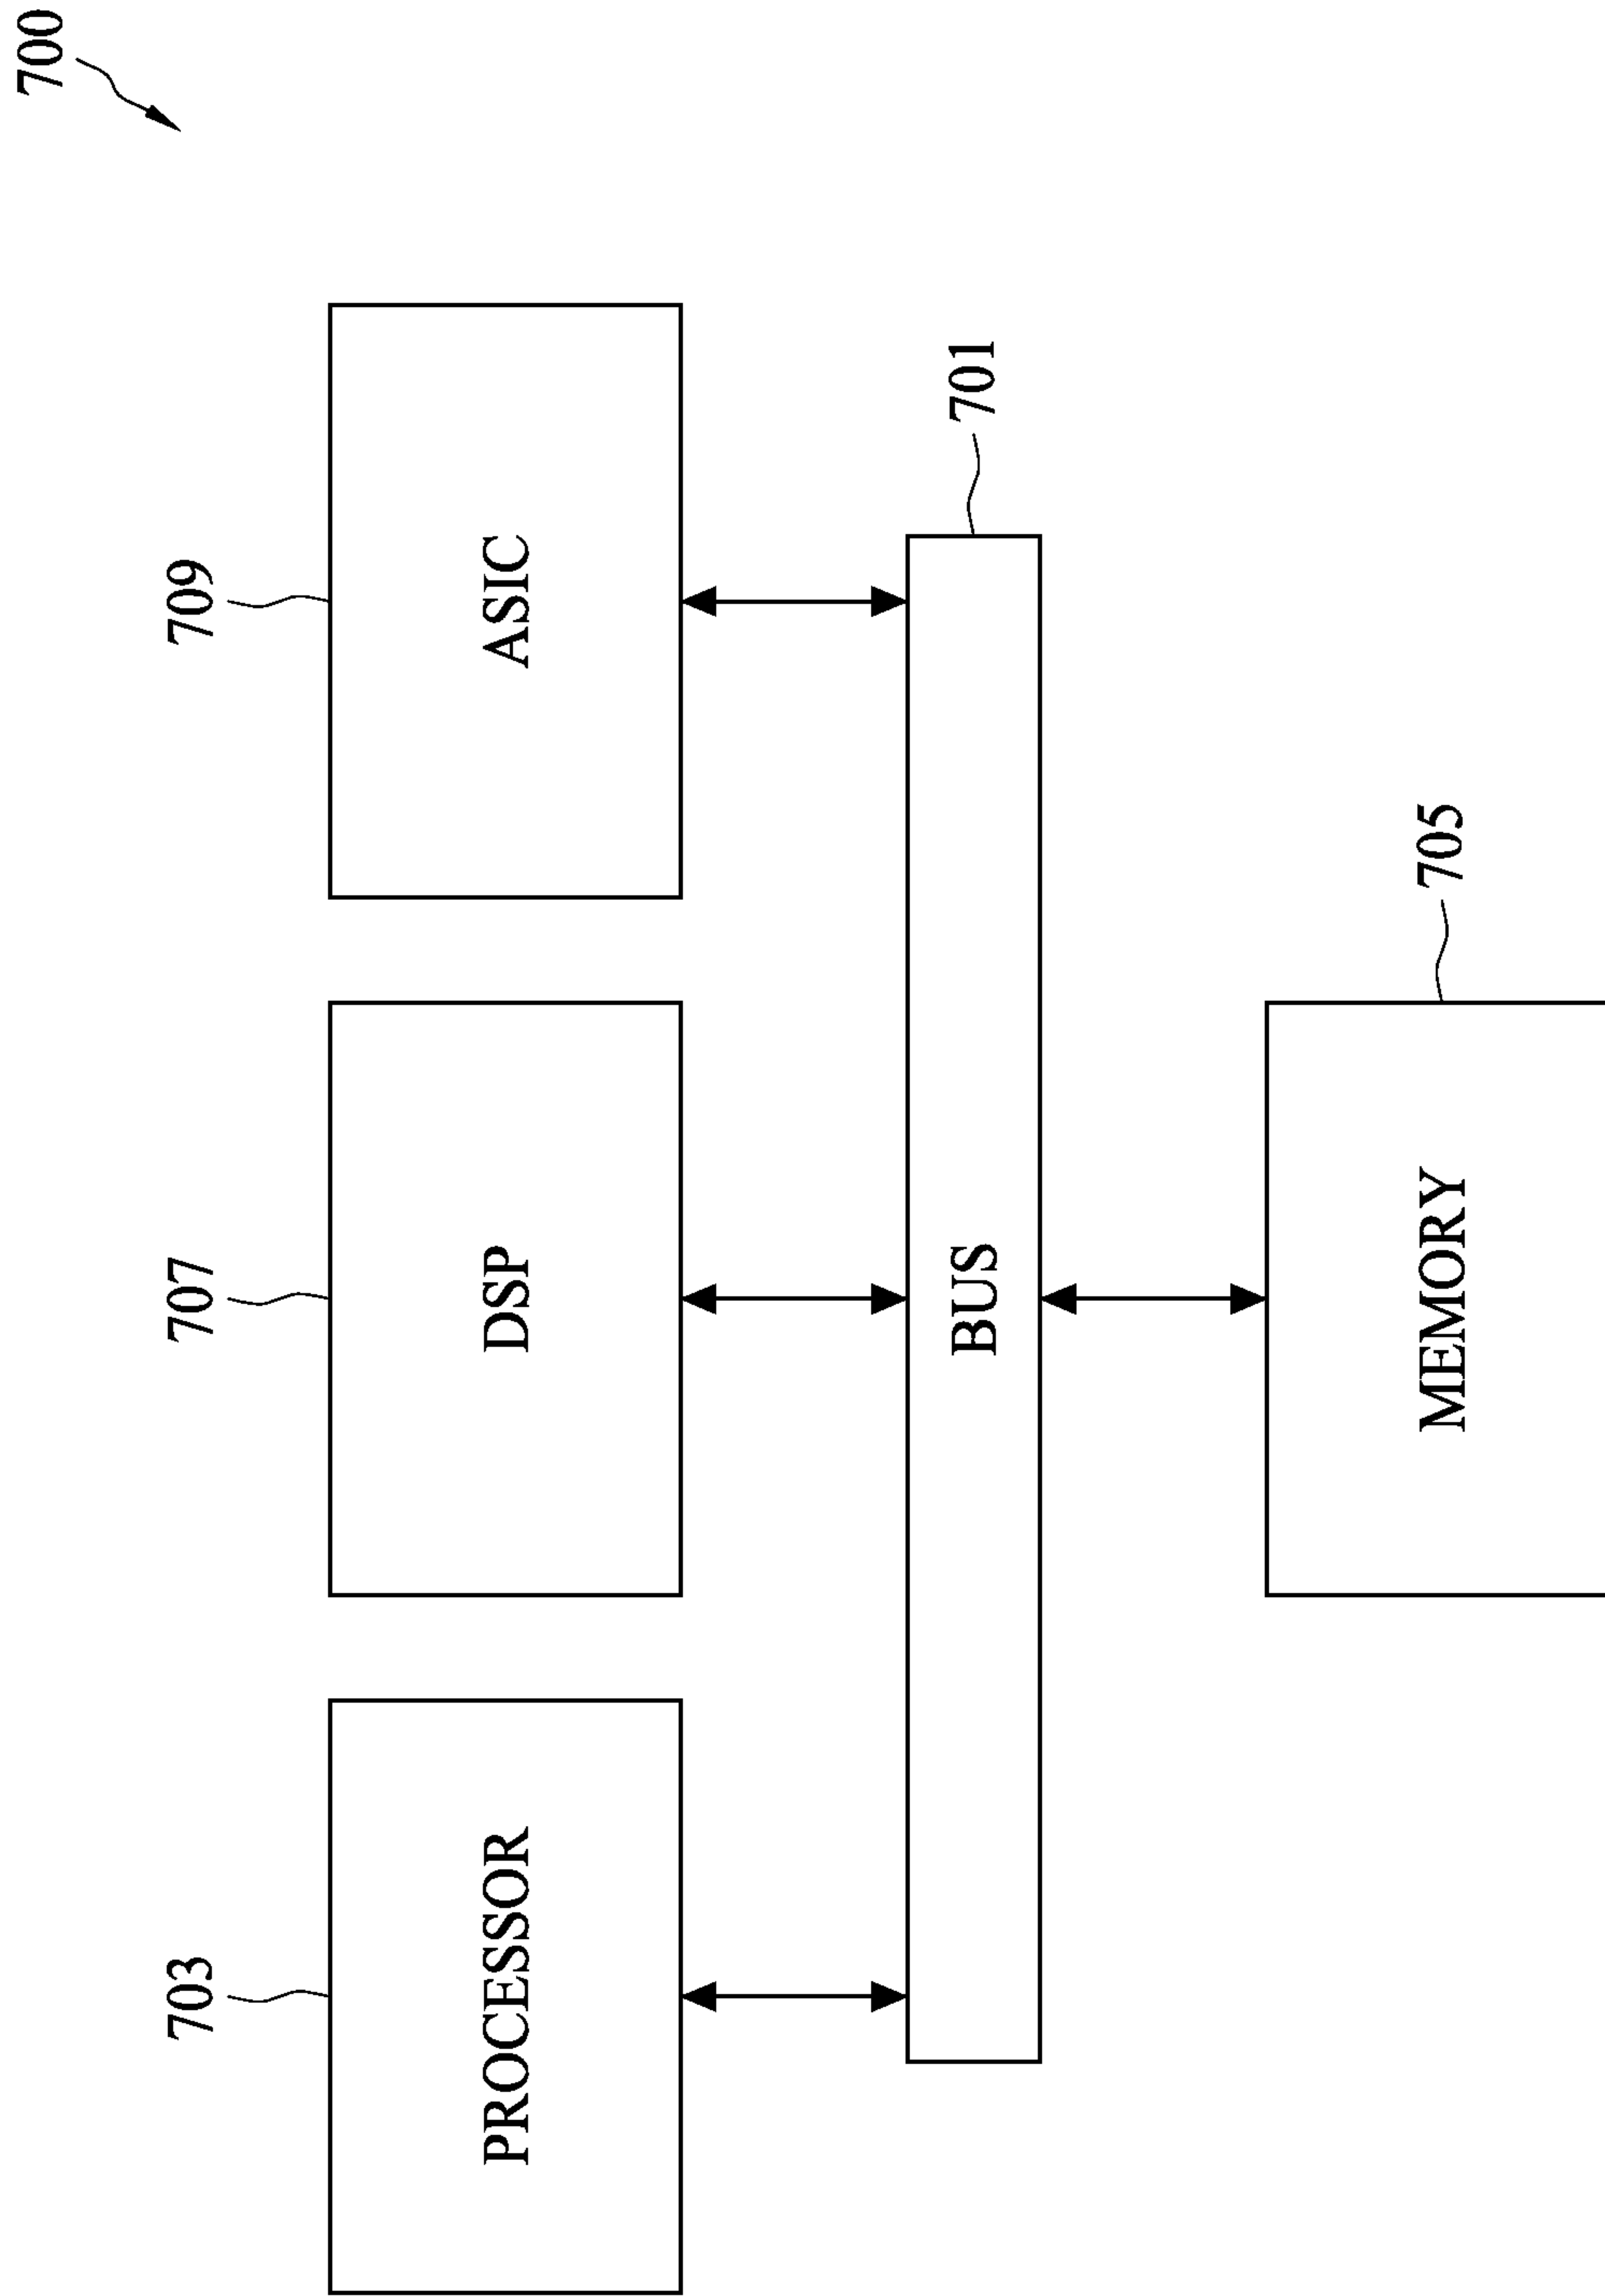 700
703
707
709
PROCESSOR
DSP
ASIC
701
BUS
705
MEMORY